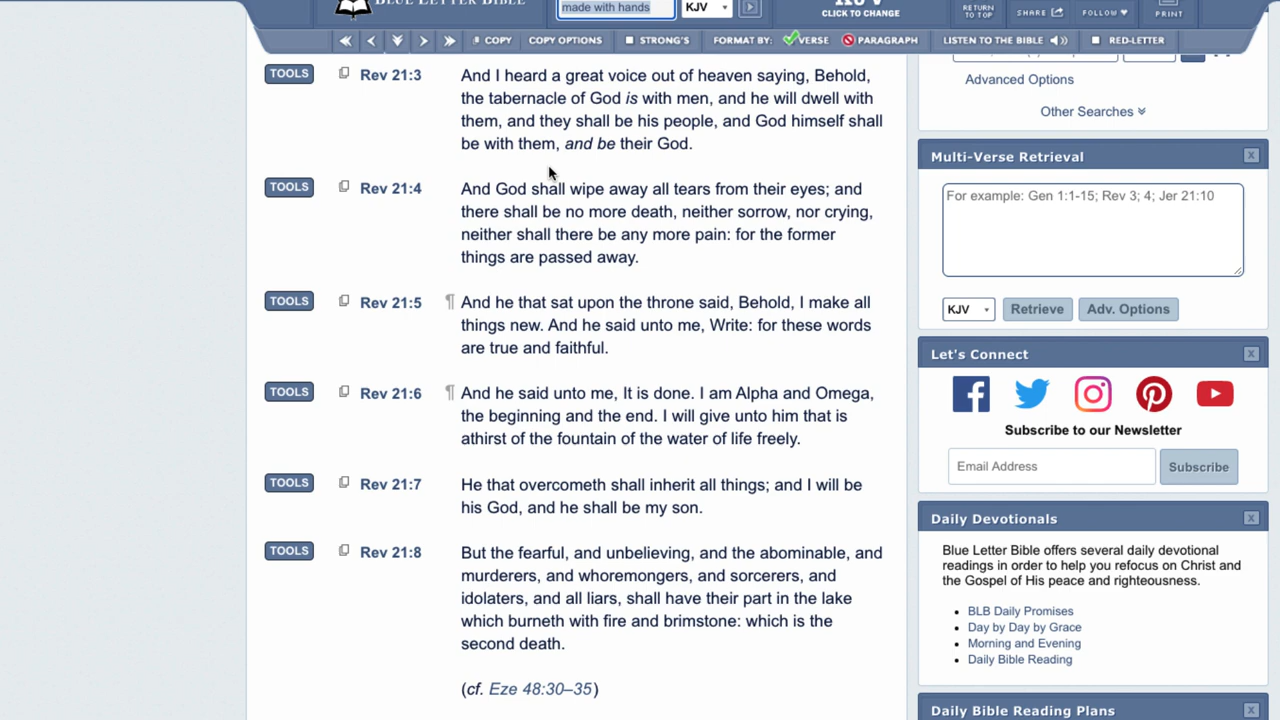 BLUE LETTER BIBLE
made with hands
KJV
CLICK TO CHANGE
RETURN
TO TOP
SHARE
FOLLOW
PRINT
COPY
COPY OPTIONS
STRONG'S
FORMAT BY:
VERSE
PARAGRAPH
LISTEN TO THE BIBLE
RED-LETTER
TOOLS
Rev 21:3
And I heard a great voice out of heaven saying, Behold,
the tabernacle of God is with men, and he will dwell with
them, and they shall be his people, and God himself shall
be with them, and be their God.
TOOLS
Rev 21:4
And God shall wipe away all tears from their eyes; and
there shall be no more death, neither sorrow, nor crying,
neither shall there be any more pain: for the former
things are passed away.
TOOLS
Rev 21:5
¶ And he that sat upon the throne said, Behold, I make all
things new. And he said unto me, Write: for these words
are true and faithful.
TOOLS
Rev 21:6
¶ And he said unto me, It is done. I am Alpha and Omega,
the beginning and the end. I will give unto him that is
athirst of the fountain of the water of life freely.
TOOLS
Rev 21:7
He that overcometh shall inherit all things; and I will be
his God, and he shall be my son.
TOOLS
Rev 21:8
But the fearful, and unbelieving, and the abominable, and
murderers, and whoremongers, and sorcerers, and
idolaters, and all liars, shall have their part in the lake
which burneth with fire and brimstone: which is the
second death.
(cf. Eze 48:30–35)
Advanced Options
Other Searches
Multi-Verse Retrieval
For example: Gen 1:1-15; Rev 3; 4; Jer 21:10
KJV
Retrieve
Adv. Options
Let's Connect
Subscribe to our Newsletter
Email Address
Subscribe
Daily Devotionals
Blue Letter Bible offers several daily devotional
readings in order to help you refocus on Christ and
the Gospel of His peace and righteousness.
BLB Daily Promises
Day by Day by Grace
Morning and Evening
Daily Bible Reading
Daily Bible Reading Plans